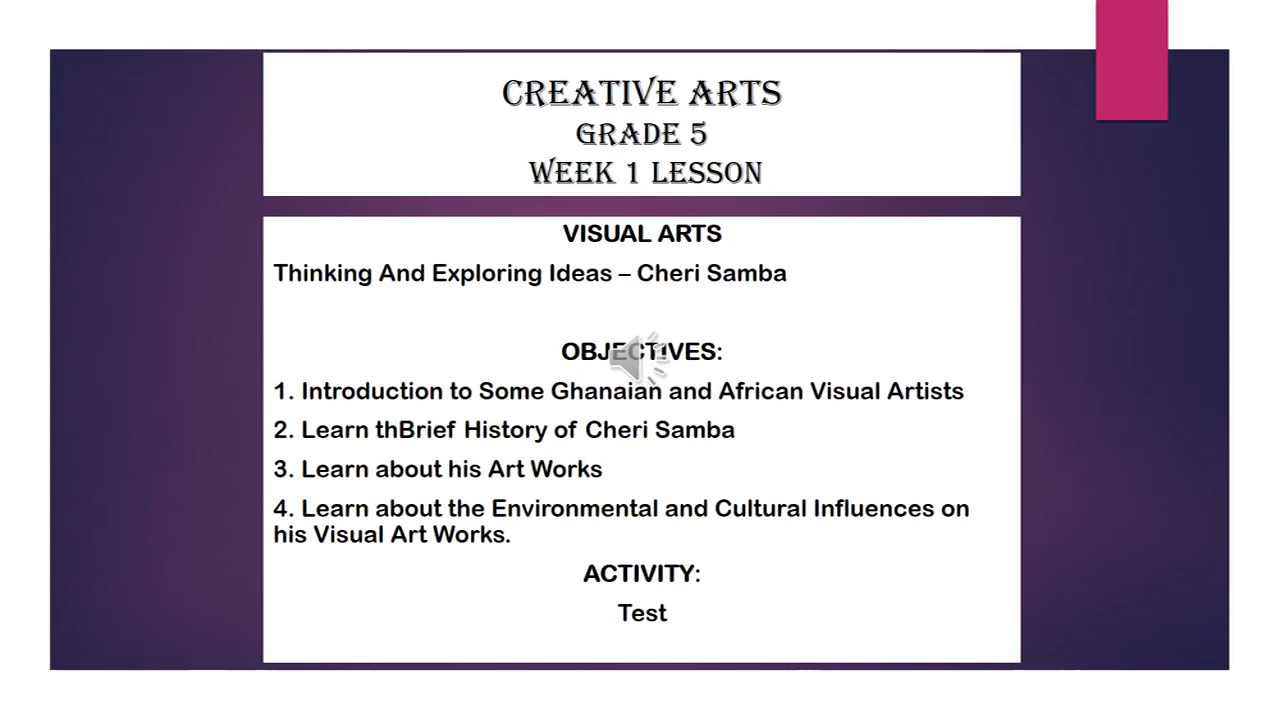 CREATIVE ARTS
GRADE 5
WEEK 1 LESSON
VISUAL ARTS
Thinking And Exploring Ideas – Cheri Samba
OBJECTIVES:
1. Introduction to Some Ghanaian and African Visual Artists
2. Learn thBrief History of Cheri Samba
3. Learn about his Art Works
4. Learn about the Environmental and Cultural Influences on
his Visual Art Works.
ACTIVITY:
Test